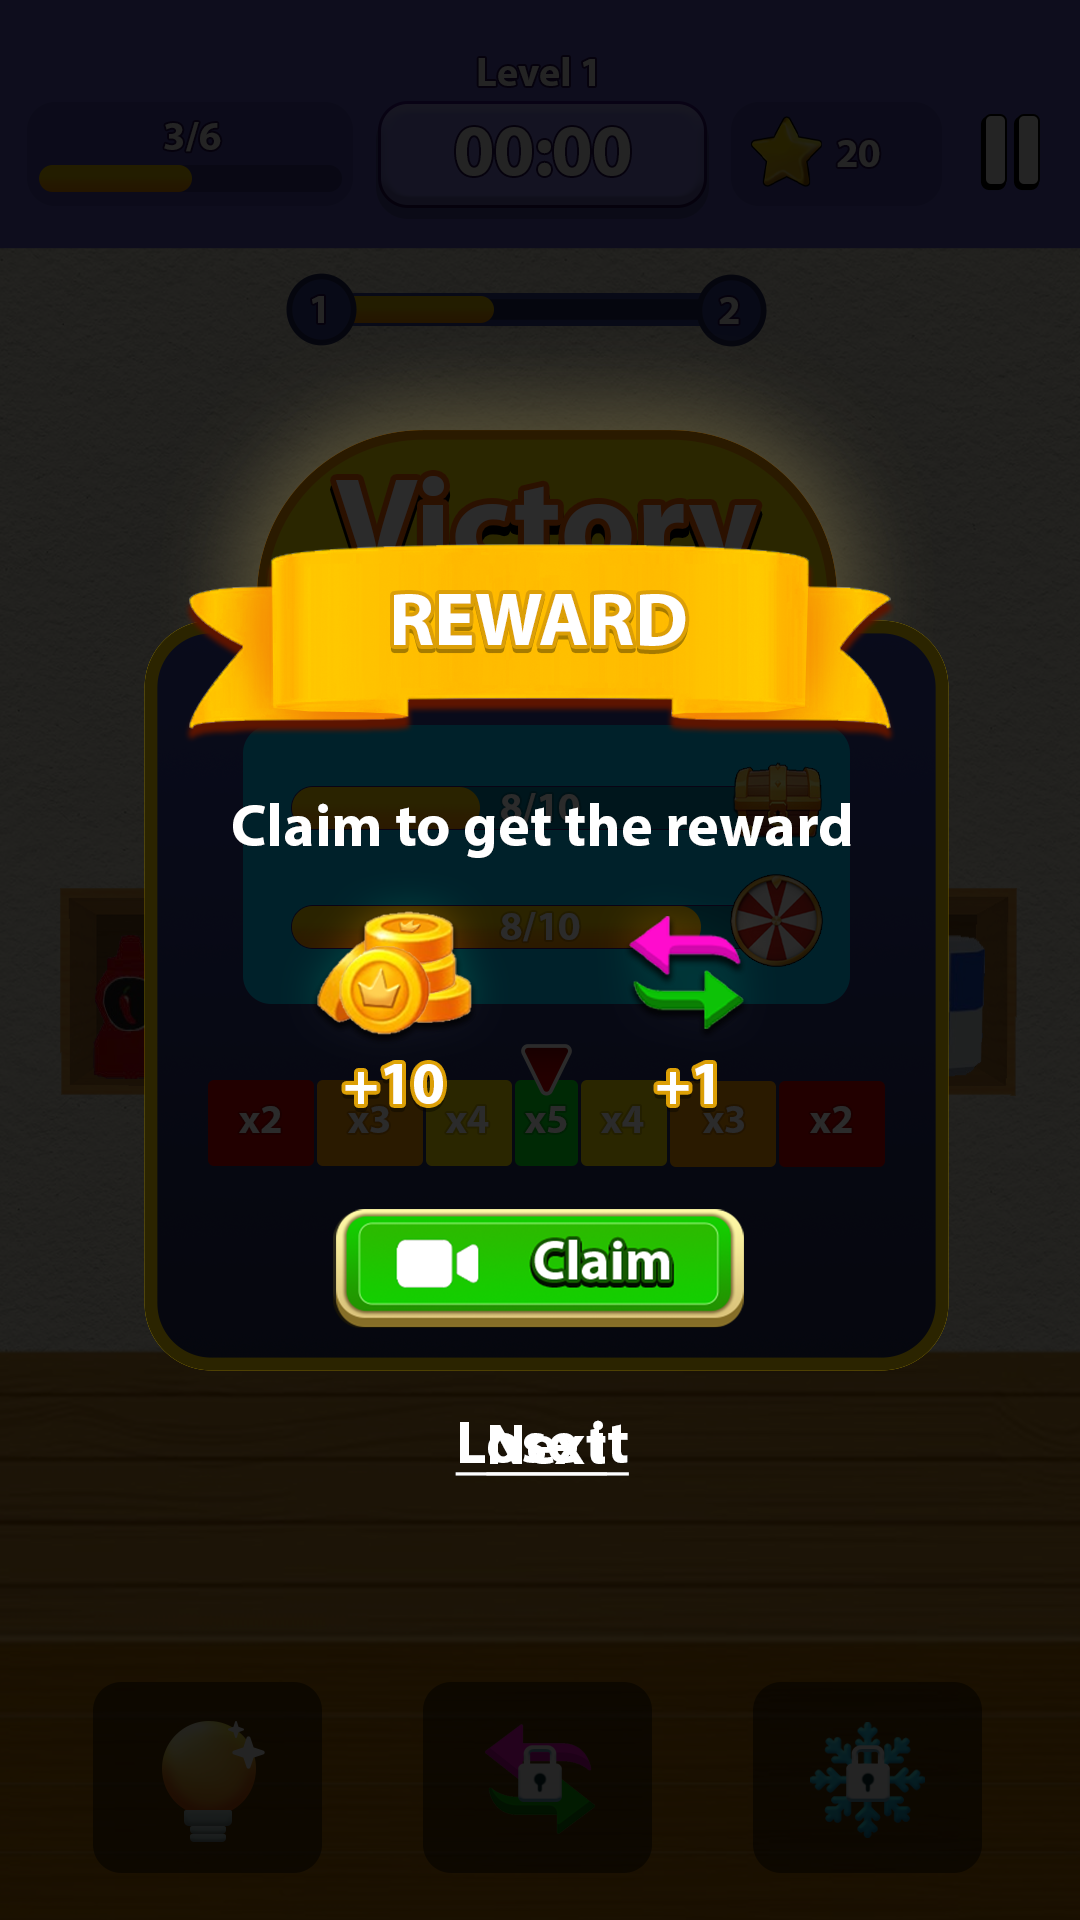 Level 1
3/6
00:00
20
1
2
Victory
REWARD
8/10
Claim to get the reward
8/10
+10
+1
x2 x3 x4 x5 x4 x3 x2
Claim
Lose it
Next